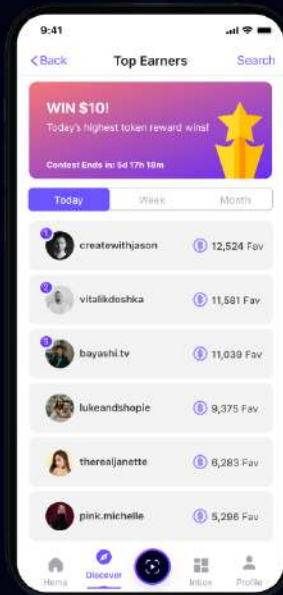 9:41
Back Top Earners Search
WIN $10!
Today's highest token reward wins!
Contest Ends in: 5d 17h 18m
Today Week Month
1 createwithjason 12,524 Fav
2 vitalikdoshka 11,581 Fav
3 bayashi.tv 11,039 Fav
lukeandshopie 9,375 Fav
therealjanette 6,283 Fav
pink.michelle 5,296 Fav
Home Discover Inbox Profile